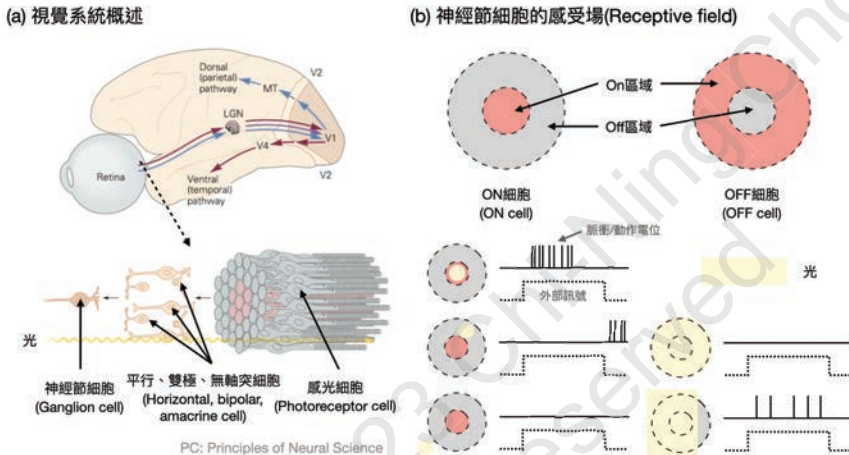 (a) 視覺系統概述
Dorsal
(parietal)
pathway
MT
V2
LGN
V1
V4
V2
Retina
Ventral
(temporal)
pathway
光
神經節細胞
(Ganglion cell)
平行、雙極、無軸突細胞
(Horizontal, bipolar,
amacrine cell)
感光細胞
(Photoreceptor cell)
PC: Principles of Neural Science
(b) 神經節細胞的感受場(Receptive field)
On區域
Off區域
ON細胞
(ON cell)
OFF細胞
(OFF cell)
脈衝/動作電位
外部訊號
光